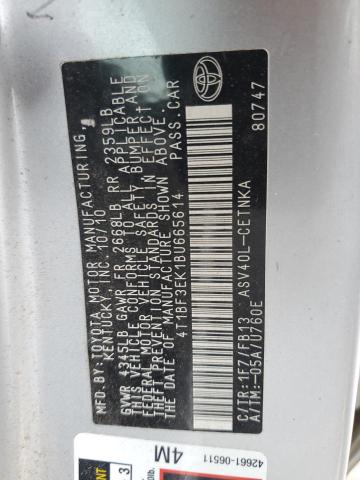 MFD.BY:TOYOTA MOTOR MANUFACTURING,
KENTUCKY,INC. 10/10
GVWR 4345LB GAWR FR 2668LB RR 2359LB
THIS VEHICLE CONFORMS TO ALL APPLICABLE
FEDERAL MOTOR VEHICLE SAFETY BUMPER,AND
THEFT PREVENTION STANDARDS IN EFFECT ON
DATE OF MANUFACTURE SHOWN ABOVE.
4T1BF3EK1BU665614 PASS.CAR
C/TR:1F7/FB13 ASV40L-CETNKA
A/TM:-05A/U760E 80747
TOYOTA
42661-06511
4M